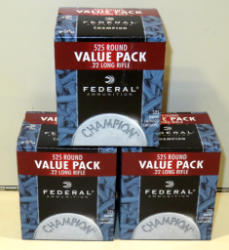 525 ROUND
VALUE PACK
.22 LONG RIFLE
FEDERAL
AMMUNITION
CHAMPION
CHAMPION
525 ROUND
VALUE PACK
.22 LONG RIFLE
FEDERAL
AMMUNITION
CHAMPION
525 ROUND
VALUE PACK
.22 LONG RIFLE
FEDERAL
AMMUNITION
CHAMPION